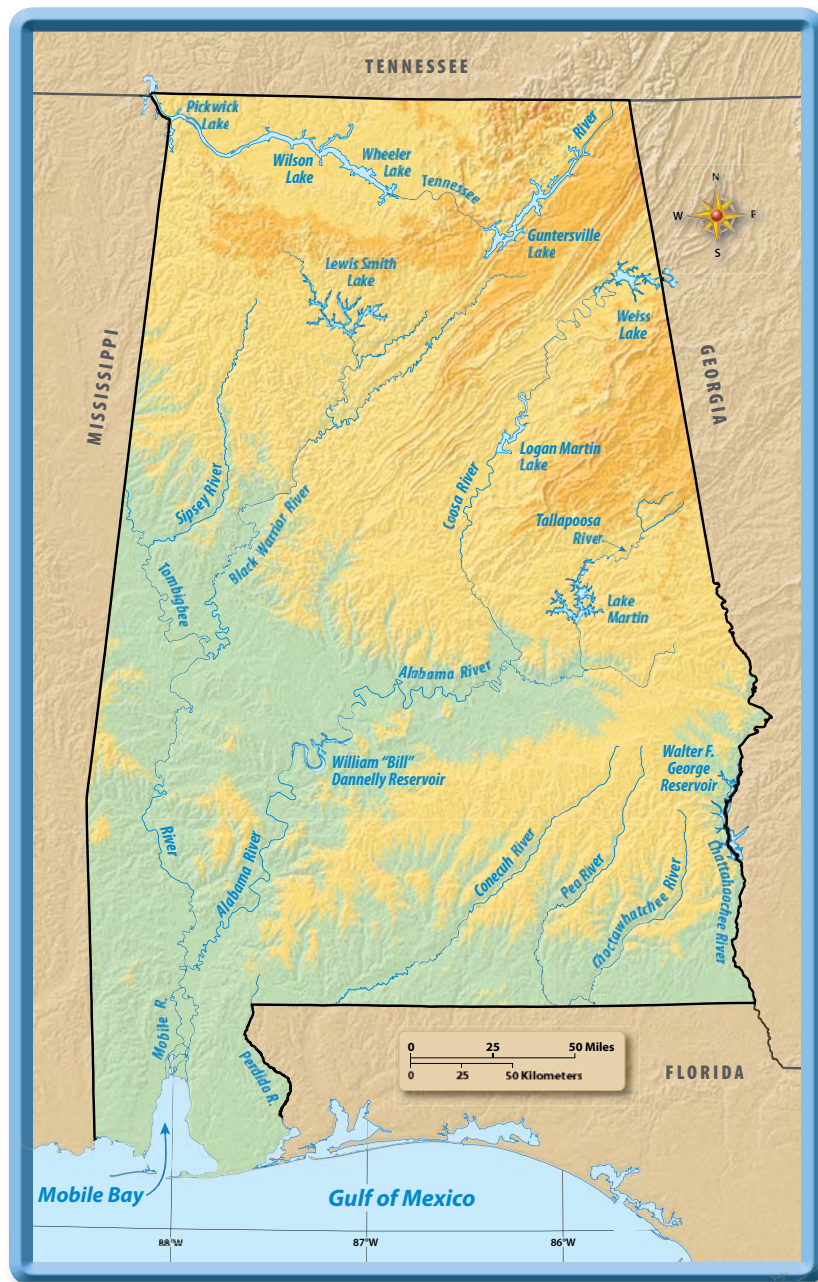 TENNESSEE
Pickwick
Lake
Wilson
Lake
Wheeler
Lake
Tennessee
River
N
W
E
S
Guntersville
Lake
Lewis Smith
Lake
Weiss
Lake
MISSISSIPPI
GEORGIA
Logan Martin
Lake
Coosa River
Sipsey River
Black Warrior River
Tallapoosa
River
Tombigbee
Lake
Martin
Alabama River
William "Bill"
Dannelly Reservoir
Walter F.
George
Reservoir
River
Alabama River
Conecuh River
Pea River
Choctawhatchee River
Chattahoochee River
Mobile R.
Perdido R.
0 25 50 Miles
0 25 50 Kilometers
FLORIDA
Mobile Bay
Gulf of Mexico
88°W 87°W 86°W